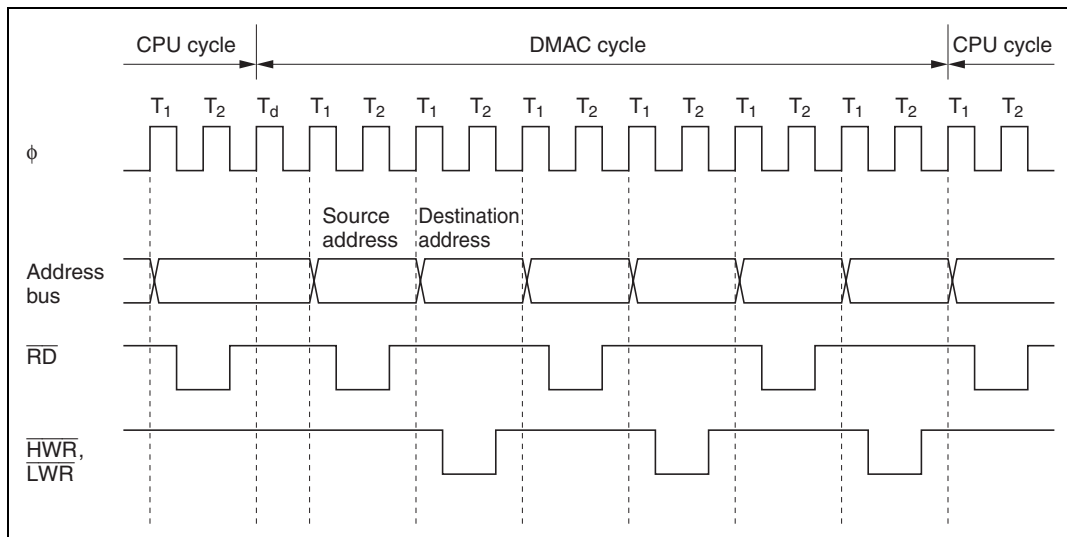 CPU cycle DMAC cycle CPU cycle
T1 T2 Td T1 T2 T1 T2 T1 T2 T1 T2 T1 T2 T1 T2 T1 T2
ϕ
Source address Destination address
Address bus
RD
HWR,
LWR